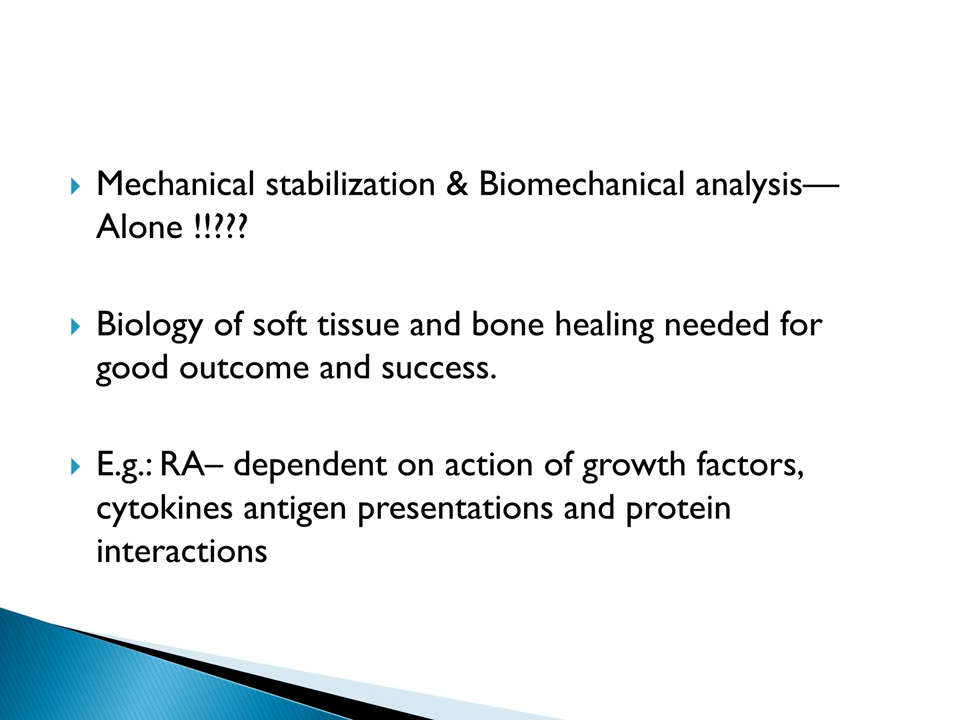 Mechanical stabilization & Biomechanical analysis—
Alone !!???
Biology of soft tissue and bone healing needed for
good outcome and success.
E.g.: RA– dependent on action of growth factors,
cytokines antigen presentations and protein
interactions